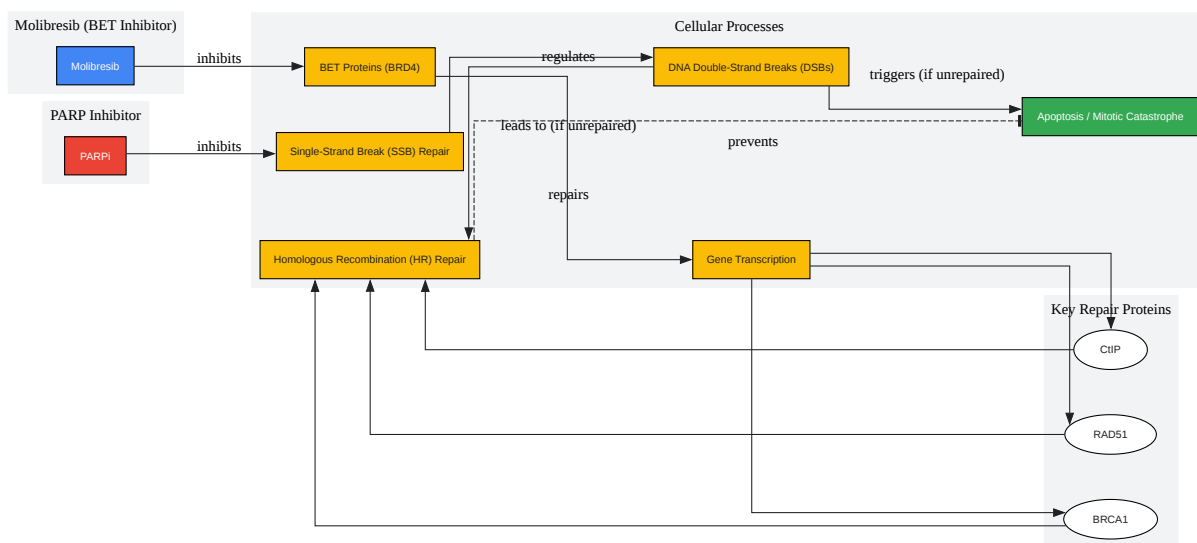 Molibresib (BET Inhibitor)
Cellular Processes
Molibresib
inhibits
BET Proteins (BRD4)
regulates
DNA Double-Strand Breaks (DSBs)
triggers (if unrepaired)
PARP Inhibitor
Apoptosis / Mitotic Catastrophe
leads to (if unrepaired)
prevents
PARPi
inhibits
Single-Strand Break (SSB) Repair
repairs
Homologous Recombination (HR) Repair
Gene Transcription
Key Repair Proteins
CtIP
RAD51
BRCA1